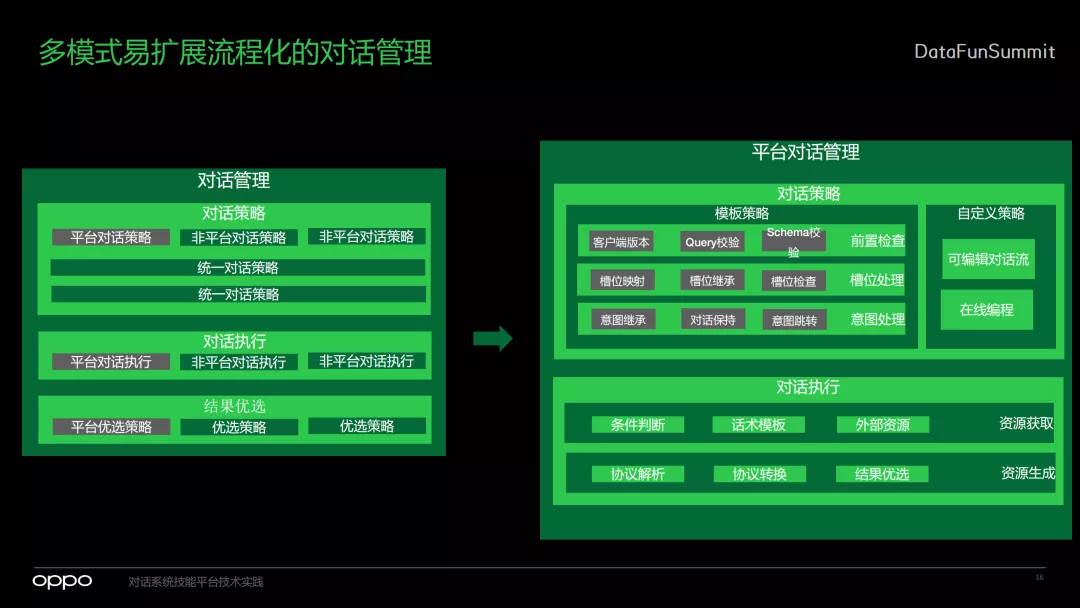 多模式易扩展流程化的对话管理
DataFunSummit
对话管理
对话策略
平台对话策略 非平台对话策略 非平台对话策略
统一对话策略
统一对话策略
对话执行
平台对话执行 非平台对话执行 非平台对话执行
结果优选
平台优选策略 优选策略 优选策略
平台对话管理
对话策略
模板策略
客户端版本 Query校验 Schema校
验
前置检查
槽位映射 槽位继承 槽位检查 槽位处理
意图继承 对话保持 意图跳转 意图处理
自定义策略
可编辑对话流
在线编程
对话执行
条件判断 话术模板 外部资源 资源获取
协议解析 协议转换 结果优选 资源生成
oppo 对话系统技能平台技术实践 16